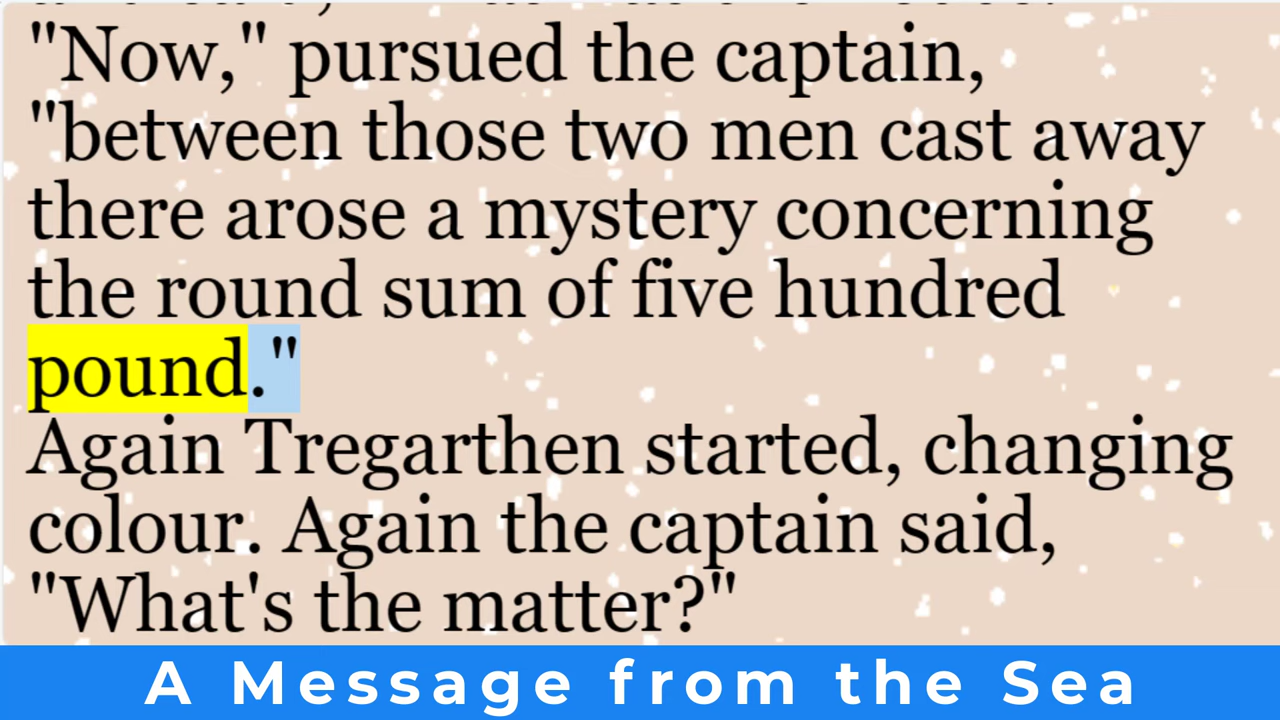 "Now," pursued the captain,
"between those two men cast away
there arose a mystery concerning
the round sum of five hundred
pound."
Again Tregarthen started, changing
colour. Again the captain said,
"What's the matter?"
A Message from the Sea